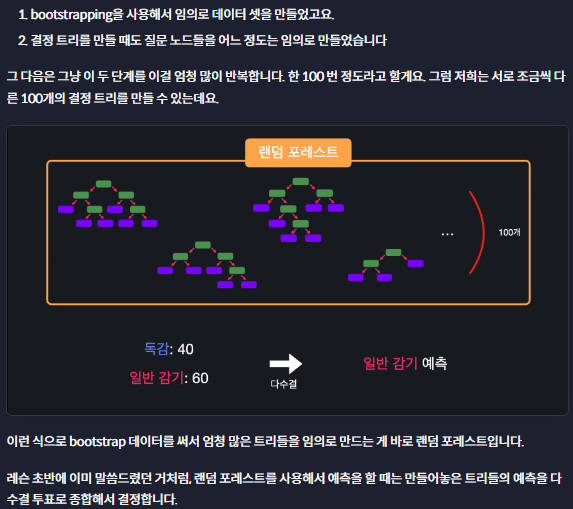 1. bootstrapping을 사용해서 임의로 데이터 셋을 만들었고요.
2. 결정 트리를 만들 때도 질문 노드들을 어느 정도는 임의로 만들었습니다
그 다음은 그냥 이 두 단계를 이걸 엄청 많이 반복합니다. 한 100 번 정도라고 할게요. 그럼 저희는 서로 조금씩 다
른 100개의 결정 트리를 만들 수 있는데요.
랜덤 포레스트
...
100개
독감: 40
일반 감기: 60
다수결
일반 감기 예측
이런 식으로 bootstrap 데이터를 써서 엄청 많은 트리들을 임의로 만드는 게 바로 랜덤 포레스트입니다.
레슨 초반에 이미 말씀드렸던 거처럼, 랜덤 포레스트를 사용해서 예측을 할 때는 만들어놓은 트리들의 예측을 다
수결 투표로 종합해서 결정합니다.